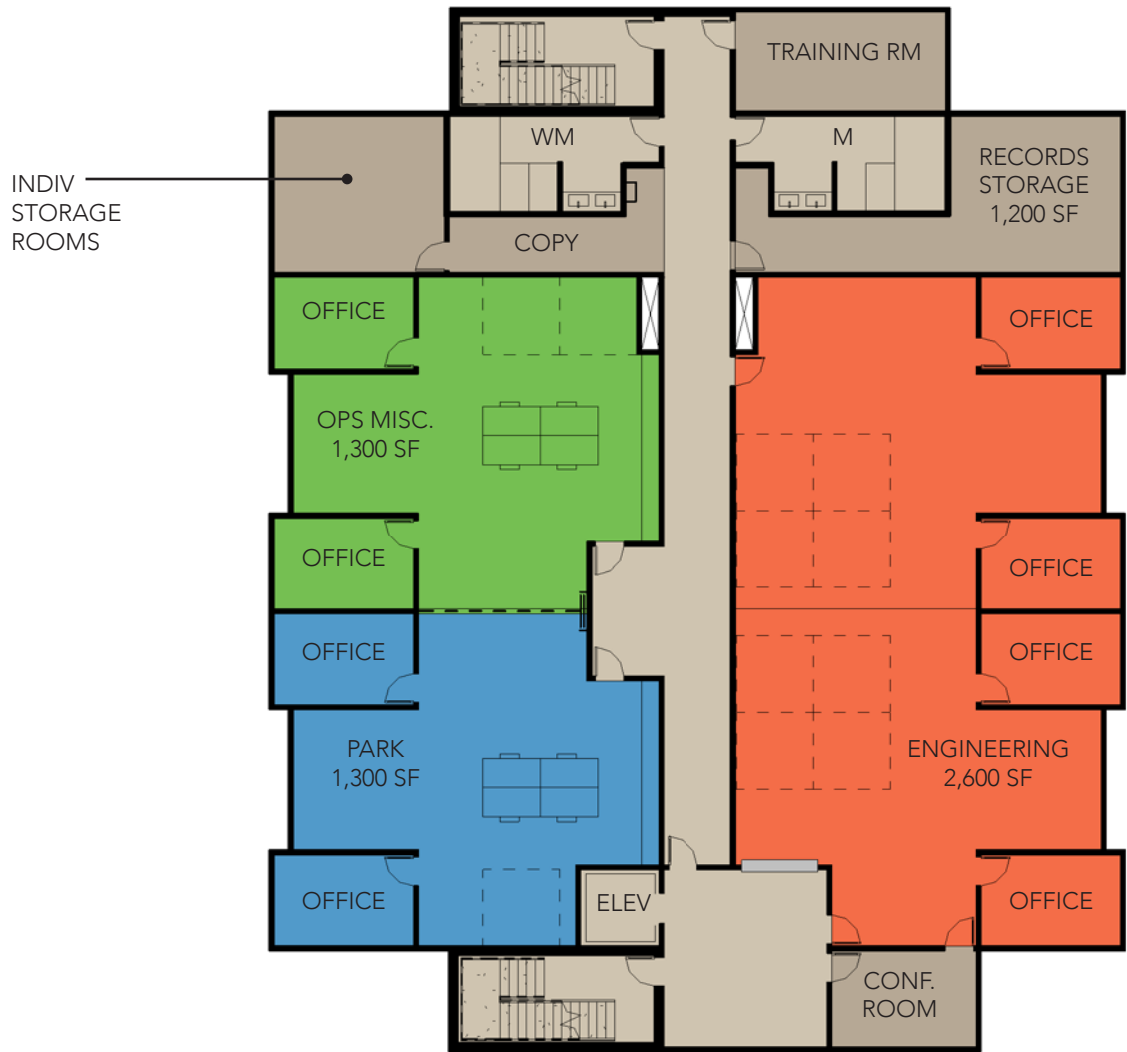 TRAINING RM
WM
M
INDIV
STORAGE
ROOMS
RECORDS
STORAGE
1,200 SF
COPY
OFFICE
OFFICE
OPS MISC.
1,300 SF
OFFICE
OFFICE
OFFICE
OFFICE
PARK
1,300 SF
ENGINEERING
2,600 SF
OFFICE
ELEV
OFFICE
CONF.
ROOM